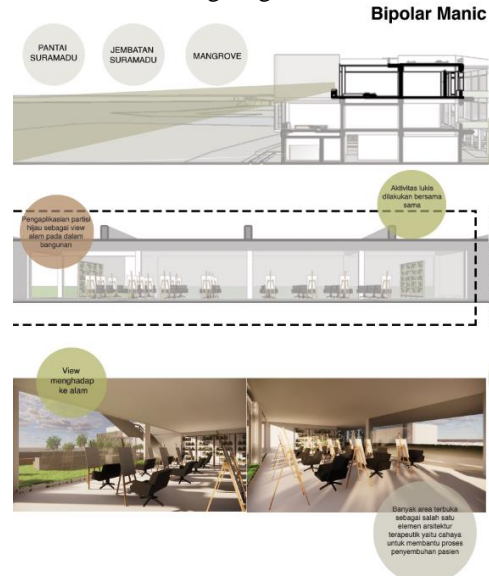 Bipolar Manic
PANTAI
SURAMADU
JEMBATAN
SURAMADU
MANGROVE
Pengaplikasian partisi
hijau sebagai view
alam pada dalam
bangunan
Aktivitas lukis
dilakukan bersama
sama
View
menghadap
ke alam
Banyak area terbuka
sebagai salah satu
elemen arsitektur
terapeutik yaitu cahaya
untuk membantu proses
penyembuhan pasien